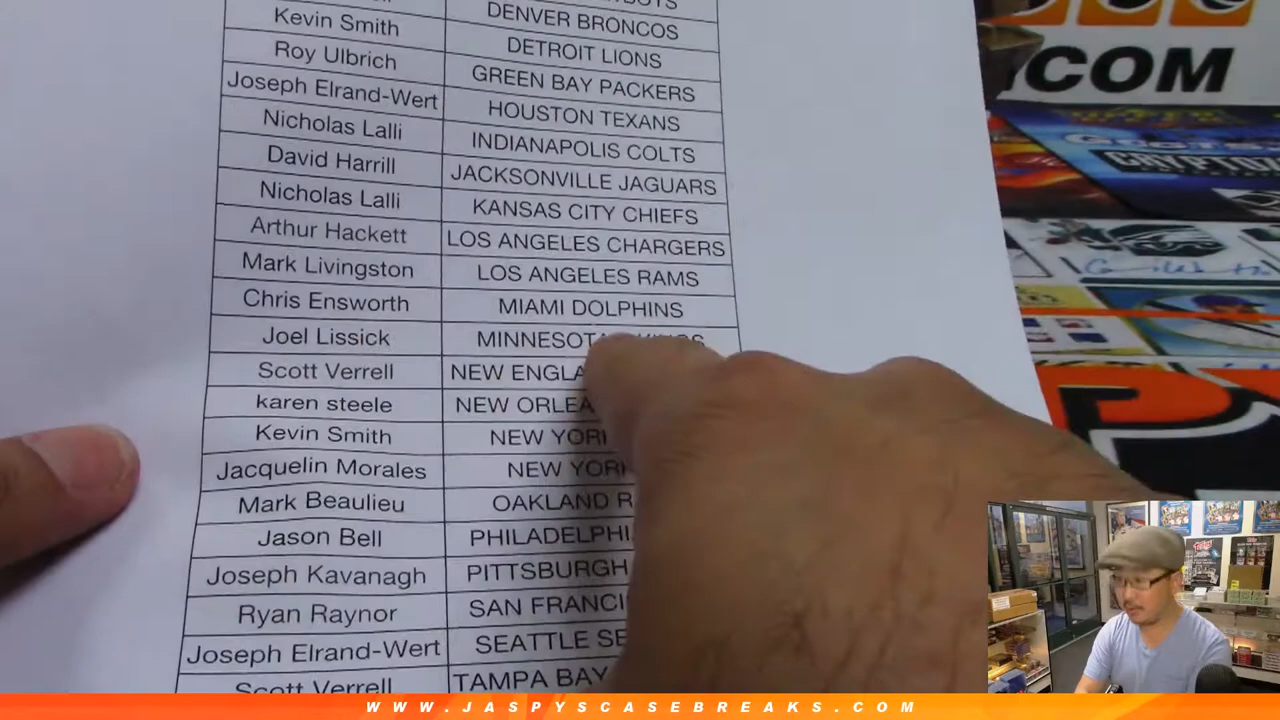 DENVER BRONCOS
Kevin Smith DETROIT LIONS
Roy Ulbrich GREEN BAY PACKERS
Joseph Elrand-Wert HOUSTON TEXANS
Nicholas Lalli INDIANAPOLIS COLTS
David Harrill JACKSONVILLE JAGUARS
Nicholas Lalli KANSAS CITY CHIEFS
Arthur Hackett LOS ANGELES CHARGERS
Mark Livingston LOS ANGELES RAMS
Chris Ensworth MIAMI DOLPHINS
Joel Lissick MINNESOTA
Scott Verrell NEW ENGLA
karen steele NEW ORLEA
Kevin Smith NEW YOR
Jacquelin Morales NEW YOR
Mark Beaulieu OAKLAND R
Jason Bell PHILADELPHI
Joseph Kavanagh PITTSBURGH
Ryan Raynor SAN FRANCI
Joseph Elrand-Wert SEATTLE SE
Scott Verrell TAMPA BAY
.COM
WWW.JASPYSCASEBREAKS.COM